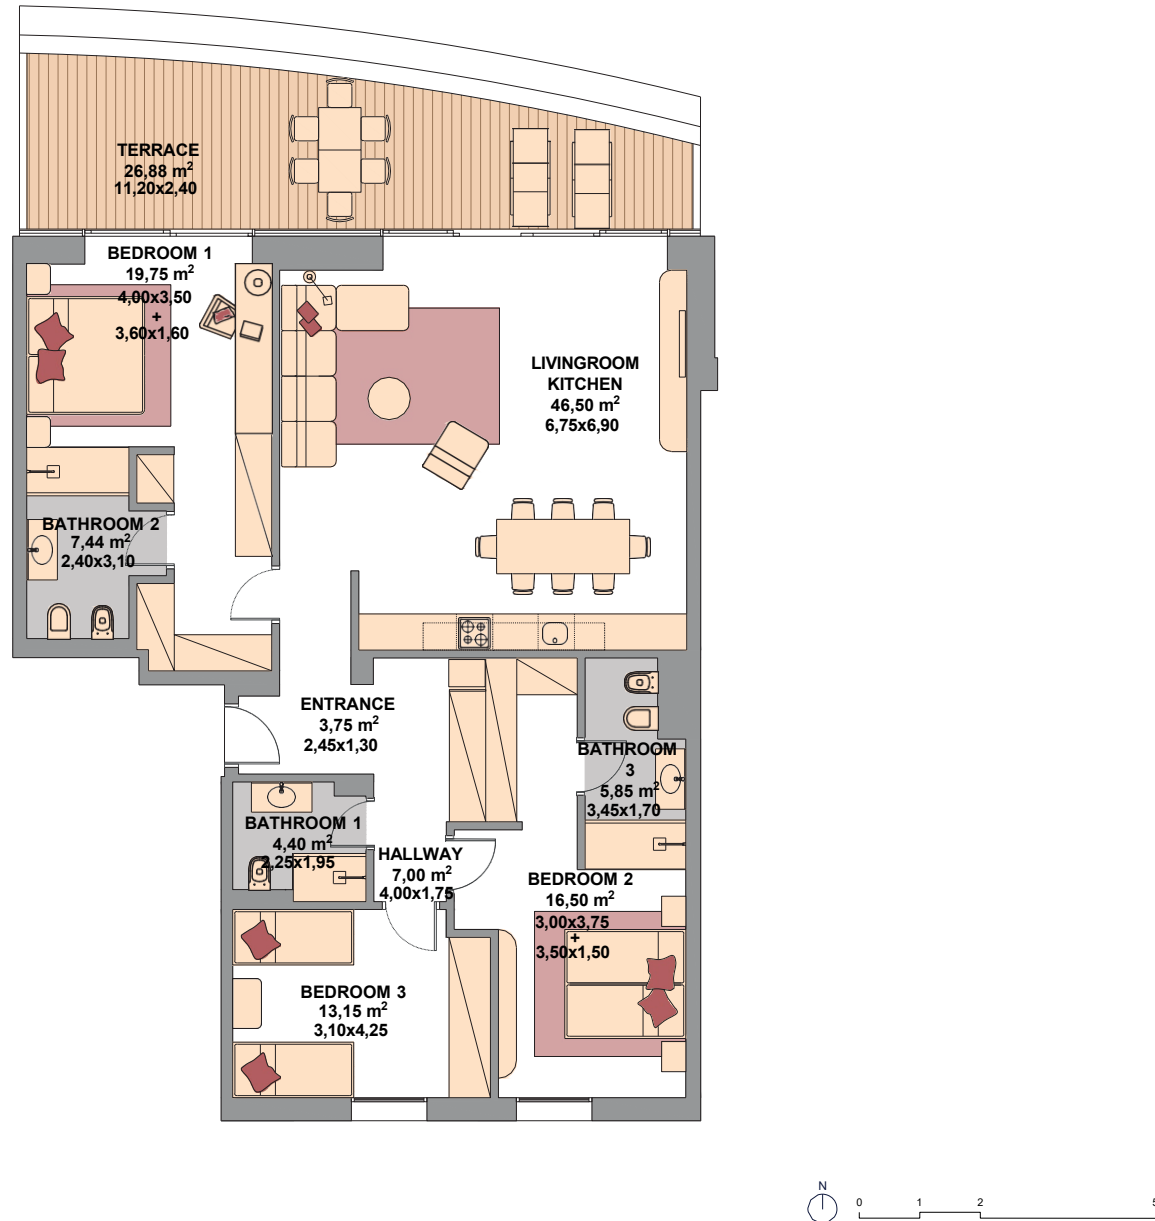 TERRACE
26,88 m²
11,20x2,40
BEDROOM 1
19,75 m²
4,00x3,50
+
3,60x1,60
LIVINGROOM
KITCHEN
46,50 m²
6,75x6,90
BATHROOM 2
7,44 m²
2,40x3,10
ENTRANCE
3,75 m²
2,45x1,30
BATHROOM
3
5,85 m²
3,45x1,70
BATHROOM 1
4,40 m²
2,25x1,95
HALLWAY
7,00 m²
4,00x1,75
BEDROOM 2
16,50 m²
3,00x3,75
+
3,50x1,50
BEDROOM 3
13,15 m²
3,10x4,25
N
0 1 2 5